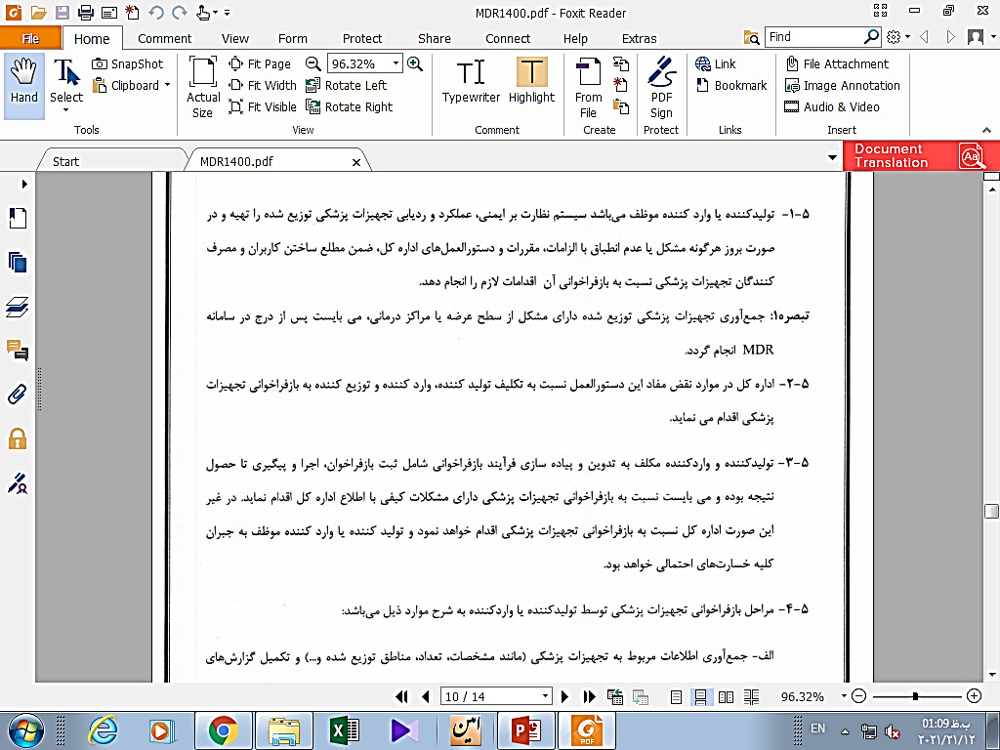 MDR1400.pdf - Foxit Reader
File Home Comment View Form Protect Share Connect Help Extras Find
Hand
Select
SnapShot
Clipboard
Tools
Actual Size
Fit Page
Fit Width
Fit Visible
96.32%
Rotate Left
Rotate Right
View
Typewriter
Highlight
Comment
From File
Create
PDF Sign
Protect
Link
Bookmark
Links
File Attachment
Image Annotation
Audio & Video
Insert
Start
MDR1400.pdf
Document
Translation
۵-۱- تولیدکننده یا وارد کننده موظف می‌باشد سیستم نظارت بر ایمنی، عملکرد و ردیابی تجهیزات پزشکی توزیع شده را تهیه و در
صورت بروز هرگونه مشکل یا عدم انطباق با الزامات، مقررات و دستورالعمل‌های اداره کل، ضمن مطلع ساختن کاربران و مصرف
کنندگان تجهیزات پزشکی نسبت به بازفراخوانی آن اقدامات لازم را انجام دهد.
تبصره۱: جمع‌آوری تجهیزات پزشکی توزیع شده دارای مشکل از سطح عرضه یا مراکز درمانی، می بایست پس از درج در سامانه
MDR انجام گردد.
۵-۲- اداره کل در موارد نقض مفاد این دستورالعمل نسبت به تکلیف تولید کننده، وارد کننده و توزیع کننده به بازفراخوانی تجهیزات
پزشکی اقدام می نماید.
۵-۳- تولیدکننده و واردکننده مکلف به تدوین و پیاده سازی فرآیند بازفراخوانی شامل ثبت بازفراخوان، اجرا و پیگیری تا حصول
نتیجه بوده و می بایست نسبت به بازفراخوانی تجهیزات پزشکی دارای مشکلات کیفی با اطلاع اداره کل اقدام نماید. در غیر
این صورت اداره کل نسبت به بازفراخوانی تجهیزات پزشکی اقدام خواهد نمود و تولید کننده یا وارد کننده موظف به جبران
کلیه خسارت‌های احتمالی خواهد بود.
۵-۴- مراحل بازفراخوانی تجهیزات پزشکی توسط تولیدکننده یا واردکننده به شرح موارد ذیل می‌باشد:
الف- جمع‌آوری اطلاعات مربوط به تجهیزات پزشکی (مانند مشخصات، تعداد، مناطق توزیع شده و...) و تکمیل گزارش‌های
10 / 14
96.32%
امین
EN
01:09 ب.ظ
۲۰۲۱/۲۱/۱۲